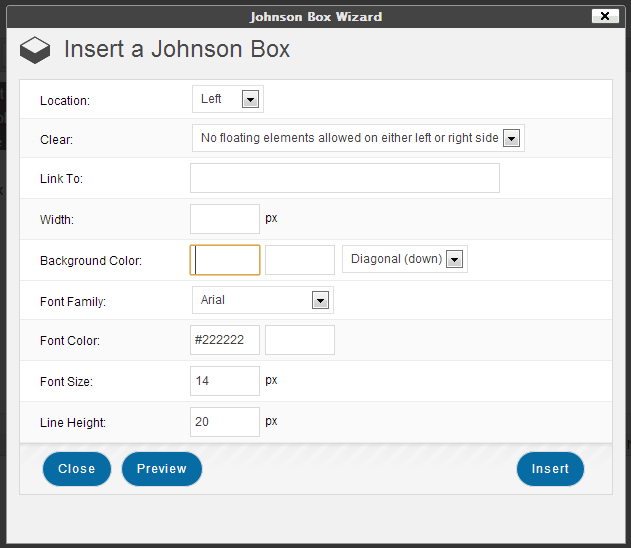 Johnson Box Wizard
Insert a Johnson Box
Location: Left
Clear: No floating elements allowed on either left or right side
Link To:
Width: px
Background Color: Diagonal (down)
Font Family: Arial
Font Color: #222222
Font Size: 14 px
Line Height: 20 px
Close Preview Insert